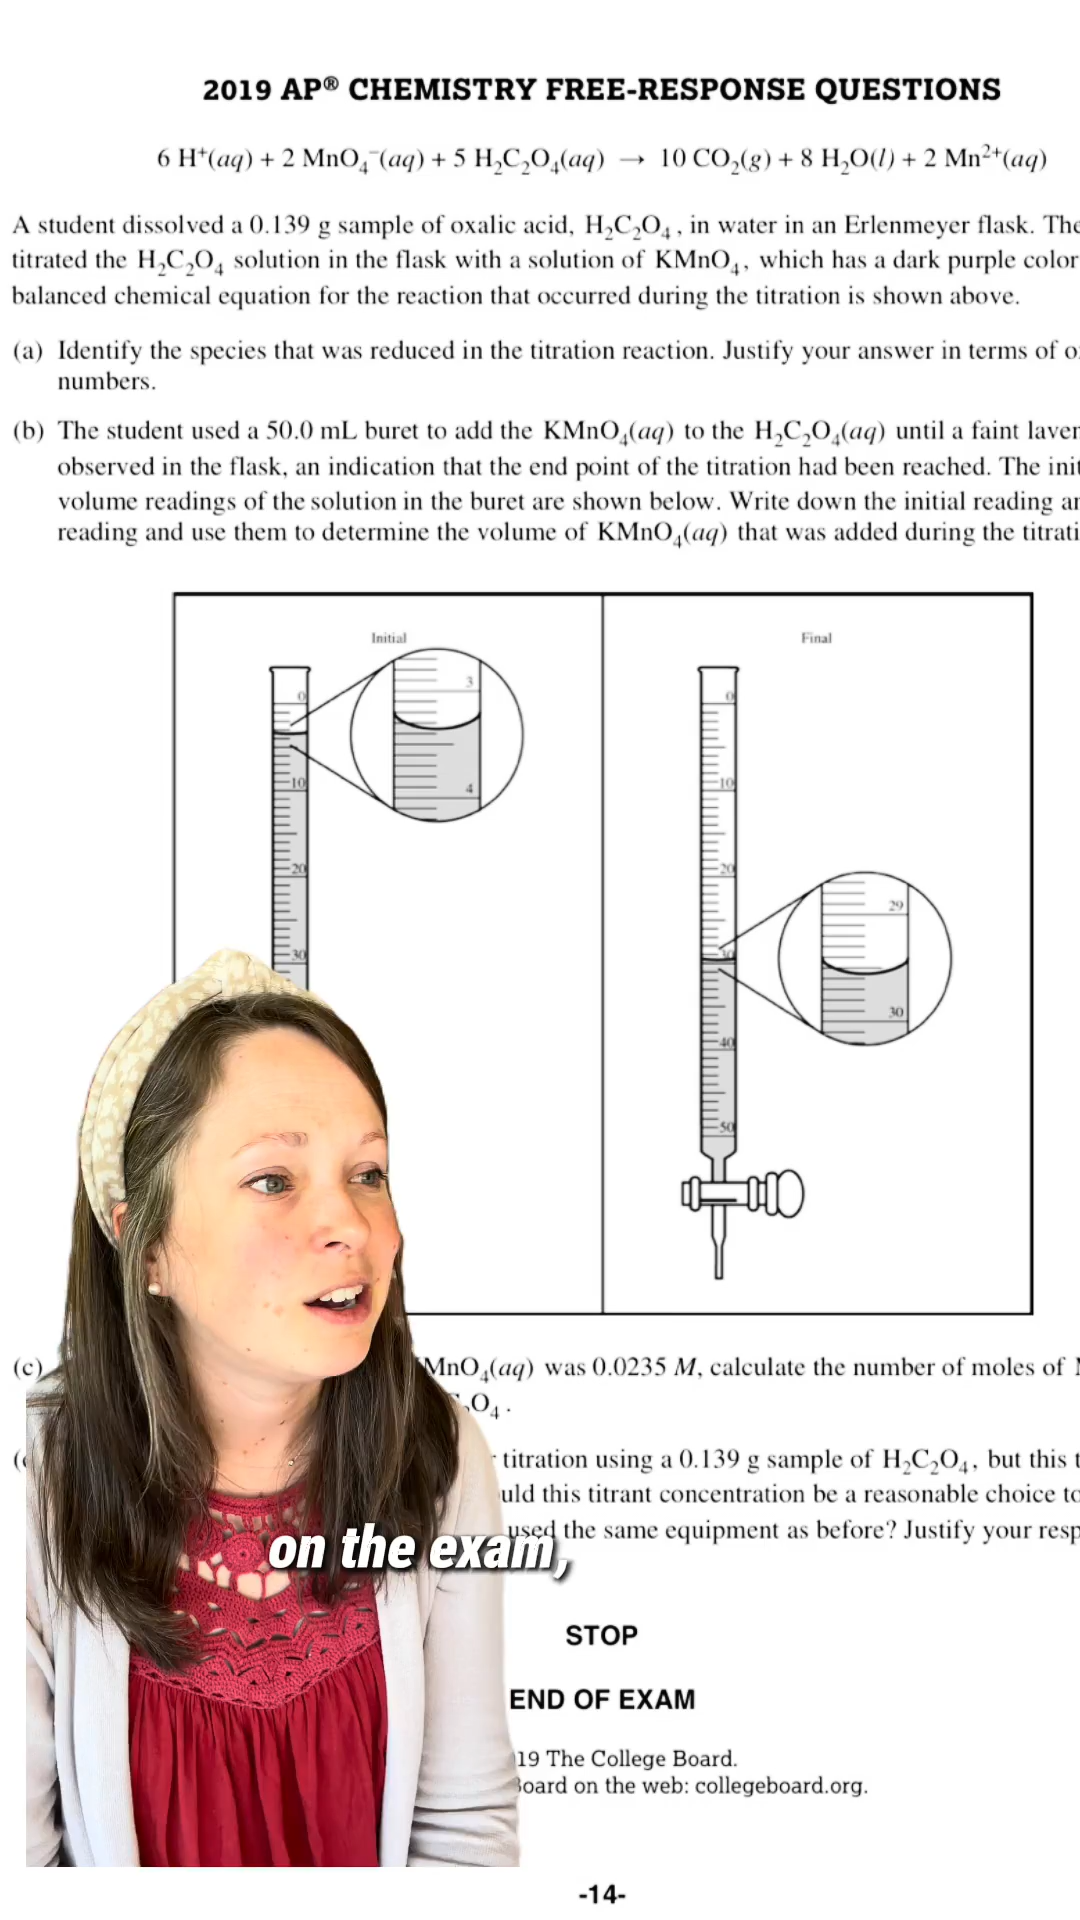 2019 AP® CHEMISTRY FREE-RESPONSE QUESTIONS
6 H⁺(aq) + 2 MnO₄⁻(aq) + 5 H₂C₂O₄(aq) → 10 CO₂(g) + 8 H₂O(l) + 2 Mn²⁺(aq)
A student dissolved a 0.139 g sample of oxalic acid, H₂C₂O₄, in water in an Erlenmeyer flask. The
titrated the H₂C₂O₄ solution in the flask with a solution of KMnO₄, which has a dark purple color
balanced chemical equation for the reaction that occurred during the titration is shown above.
(a) Identify the species that was reduced in the titration reaction. Justify your answer in terms of
numbers.
(b) The student used a 50.0 mL buret to add the KMnO₄(aq) to the H₂C₂O₄(aq) until a faint
observed in the flask, an indication that the end point of the titration had been reached. The
volume readings of the solution in the buret are shown below. Write down the initial reading
reading and use them to determine the volume of KMnO₄(aq) that was added during the
Initial
Final
0
10
20
30
3
4
0
10
20
30
40
50
29
30
(c) MnO₄(aq) was 0.0235 M, calculate the number of moles of
O₄.
titration using a 0.139 g sample of H₂C₂O₄, but this
uld this titrant concentration be a reasonable choice to
used the same equipment as before? Justify your
on the exam,
STOP
END OF EXAM
19 The College Board.
oard on the web: collegeboard.org.
-14-